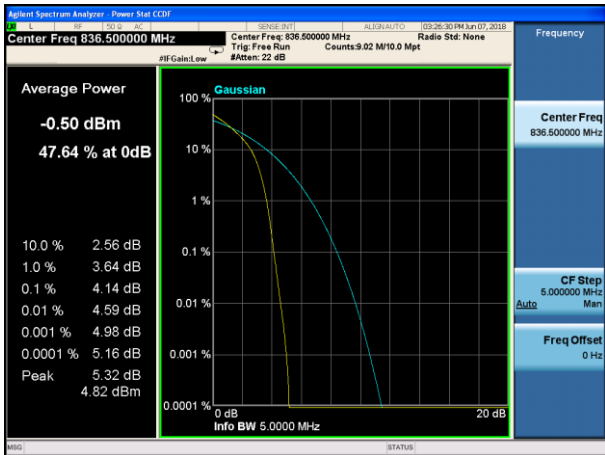 Agilent Spectrum Analyzer - Power Stat CCDF
L RF 50 Ω AC SENSE:INT ALIGNAUTO 03:26:30 PM Jun 07, 2018
Center Freq 836.500000 MHz
Center Freq: 836.500000 MHz Radio Std: None
Trig: Free Run Counts:9.02 M/10.0 Mpt
#IFGain:Low #Atten: 22 dB
Frequency
Average Power
-0.50 dBm
47.64 % at 0dB
10.0 % 2.56 dB
1.0 % 3.64 dB
0.1 % 4.14 dB
0.01 % 4.59 dB
0.001 % 4.98 dB
0.0001 % 5.16 dB
Peak 5.32 dB
4.82 dBm
Gaussian
100 %
10 %
1 %
0.1 %
0.01 %
0.001 %
0.0001 %
0 dB 20 dB
Info BW 5.0000 MHz
Center Freq
836.500000 MHz
CF Step
5.000000 MHz
Auto Man
Freq Offset
0 Hz
MSG STATUS